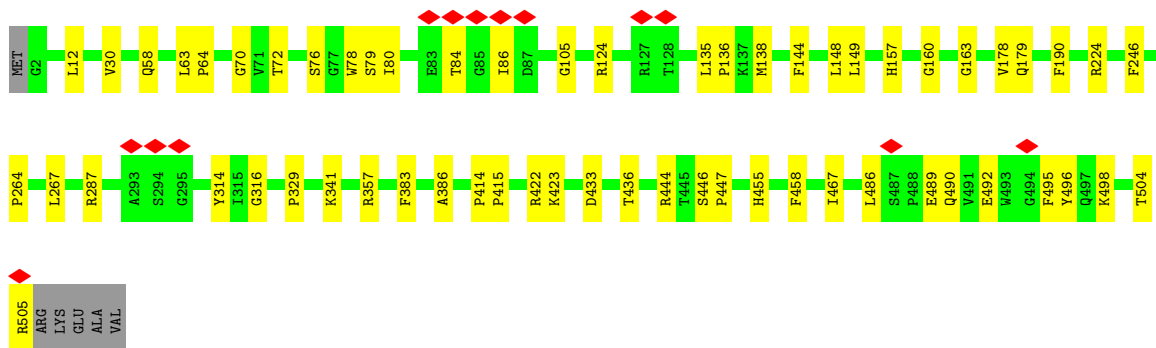 MET G2 L12 V30 Q58 L63 P64 G70 V71 T72 S76 G77 W78 S79 I80 E83 T84 G85 I86 D87 G105 R124 R127 T128 L135 P136 K137 M138 F144 L148 L149 H157 G160 G163 V178 Q179 F190 R224 F246
P264 L267 R287 A293 S294 G295 Y314 I315 G316 P329 K341 R357 F383 A386 P414 P415 R422 K423 D433 T436 R444 T445 S446 P447 H455 F458 I467 L486 S487 P488 E489 Q490 V491 E492 W493 G494 F495 Y496 Q497 K498 T504
R505 ARG LYS GLU ALA VAL